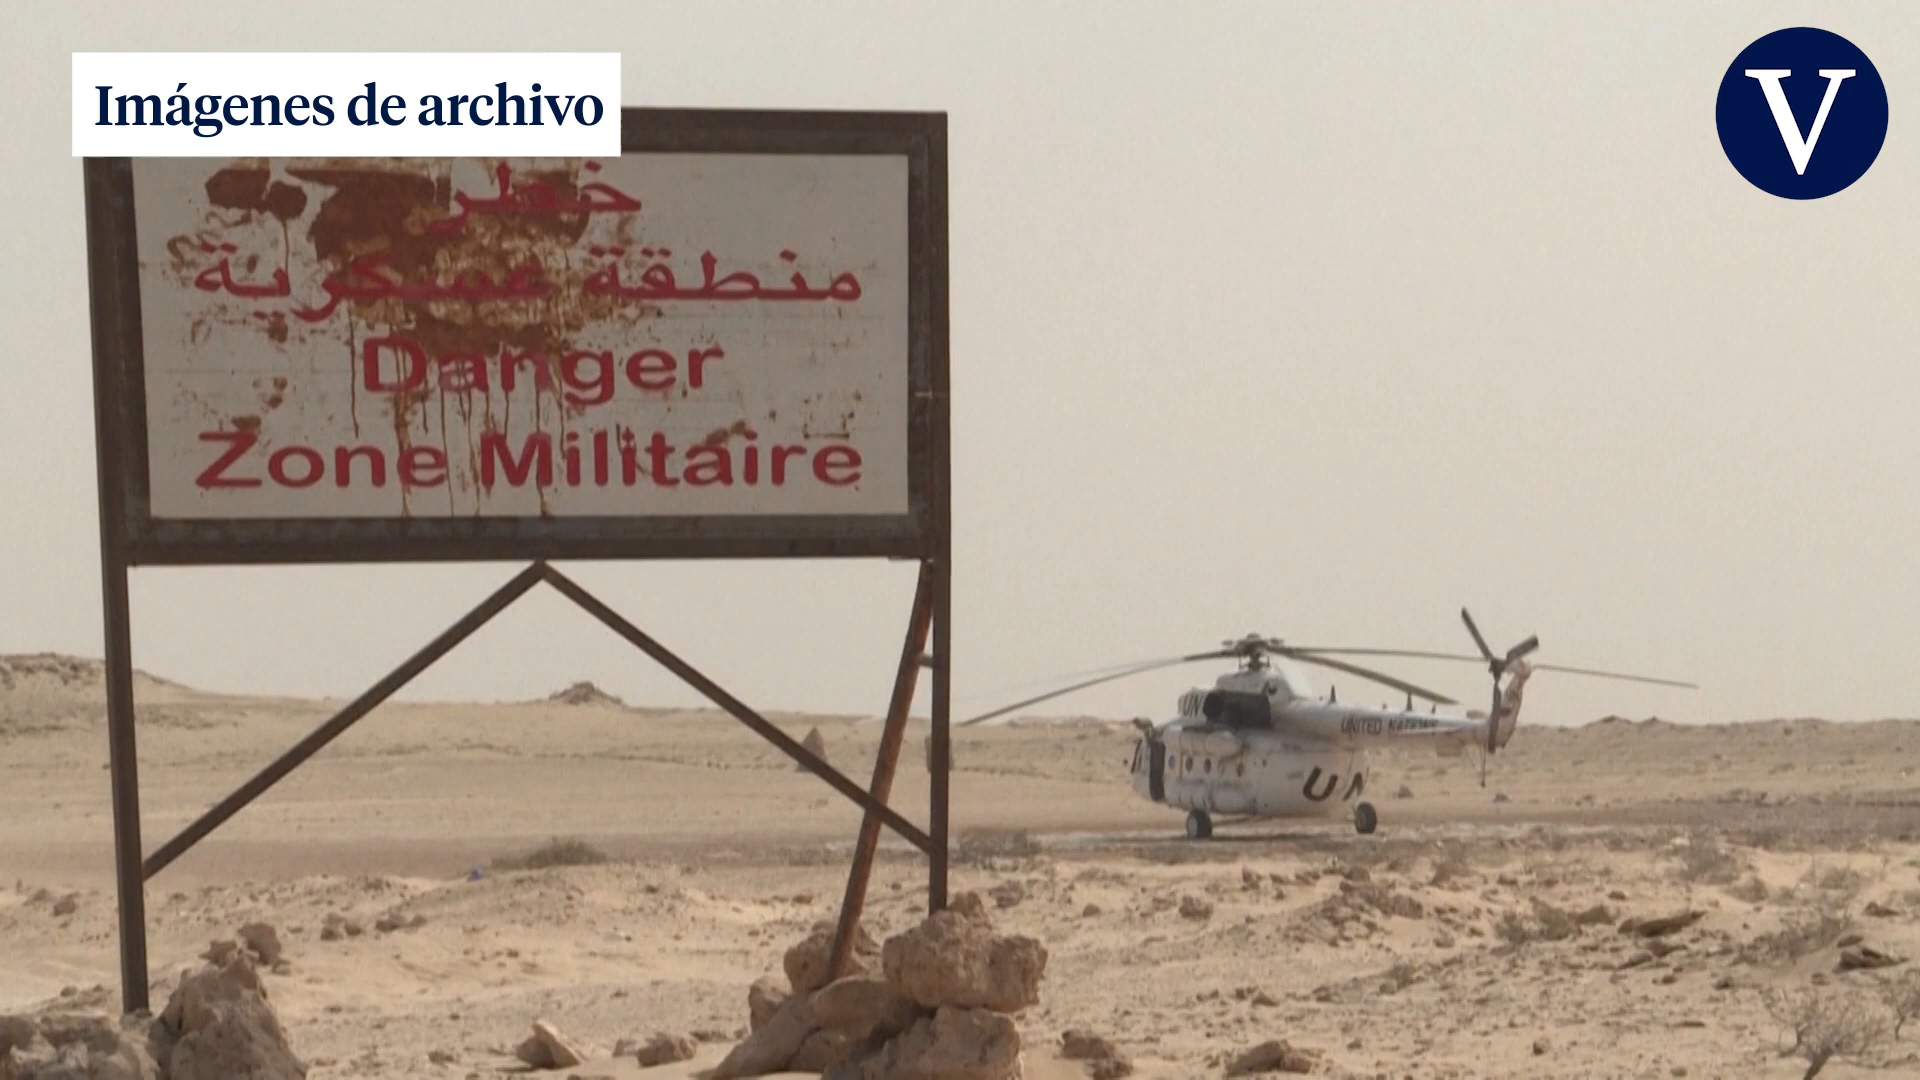 Imágenes de archivo
V
خطر
منطقة عسكرية
Danger
Zone Militaire
UN
UNITED NATIONS
UN